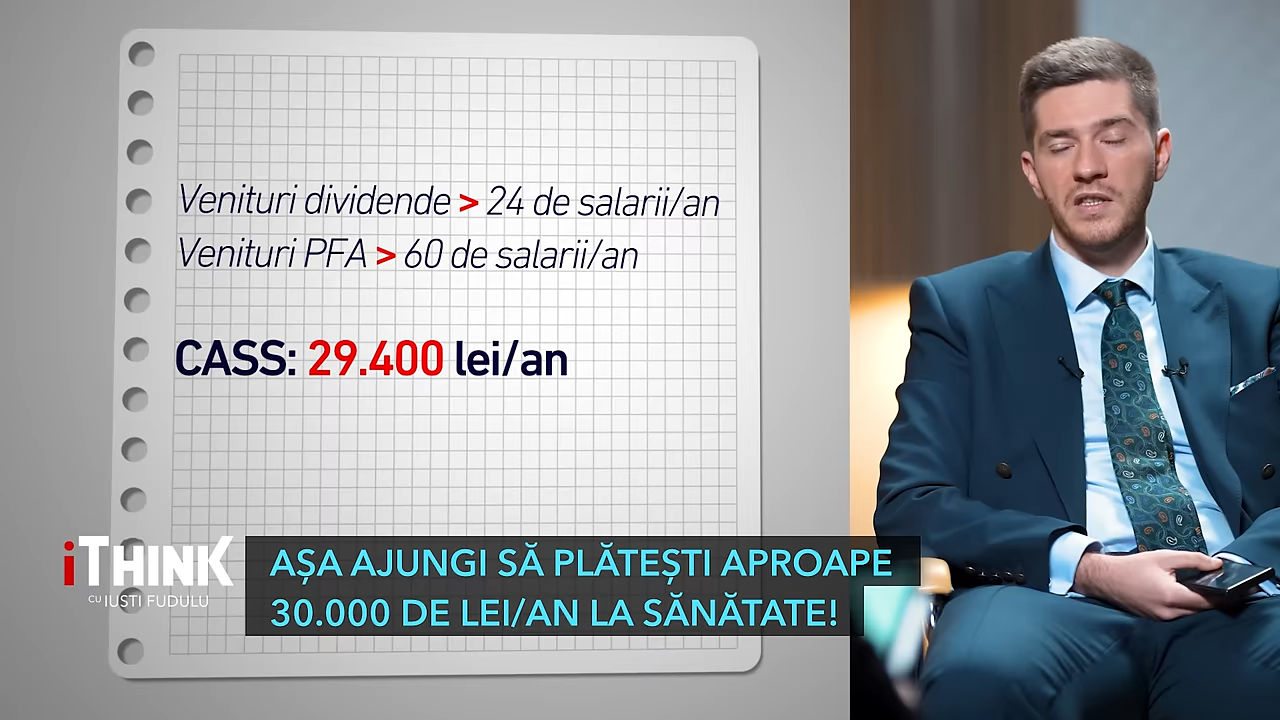 Venituri dividende > 24 de salarii/an
Venituri PFA > 60 de salarii/an
CASS: 29.400 lei/an
iTHINK
CU IUSTI FUDULU
AȘA AJUNGI SĂ PLĂTEȘTI APROAPE
30.000 DE LEI/AN LA SĂNĂTATE!